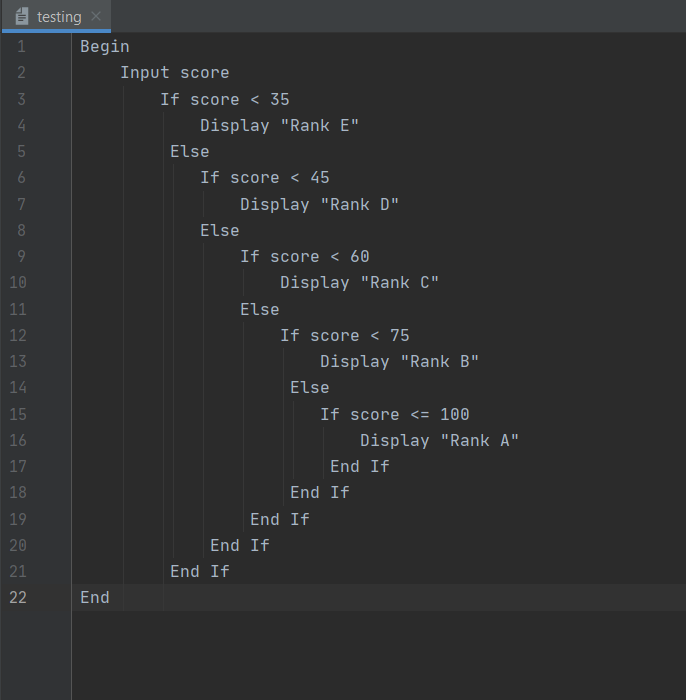 testing
1 Begin
2 Input score
3 If score < 35
4 Display "Rank E"
5 Else
6 If score < 45
7 Display "Rank D"
8 Else
9 If score < 60
10 Display "Rank C"
11 Else
12 If score < 75
13 Display "Rank B"
14 Else
15 If score <= 100
16 Display "Rank A"
17 End If
18 End If
19 End If
20 End If
21 End If
22 End